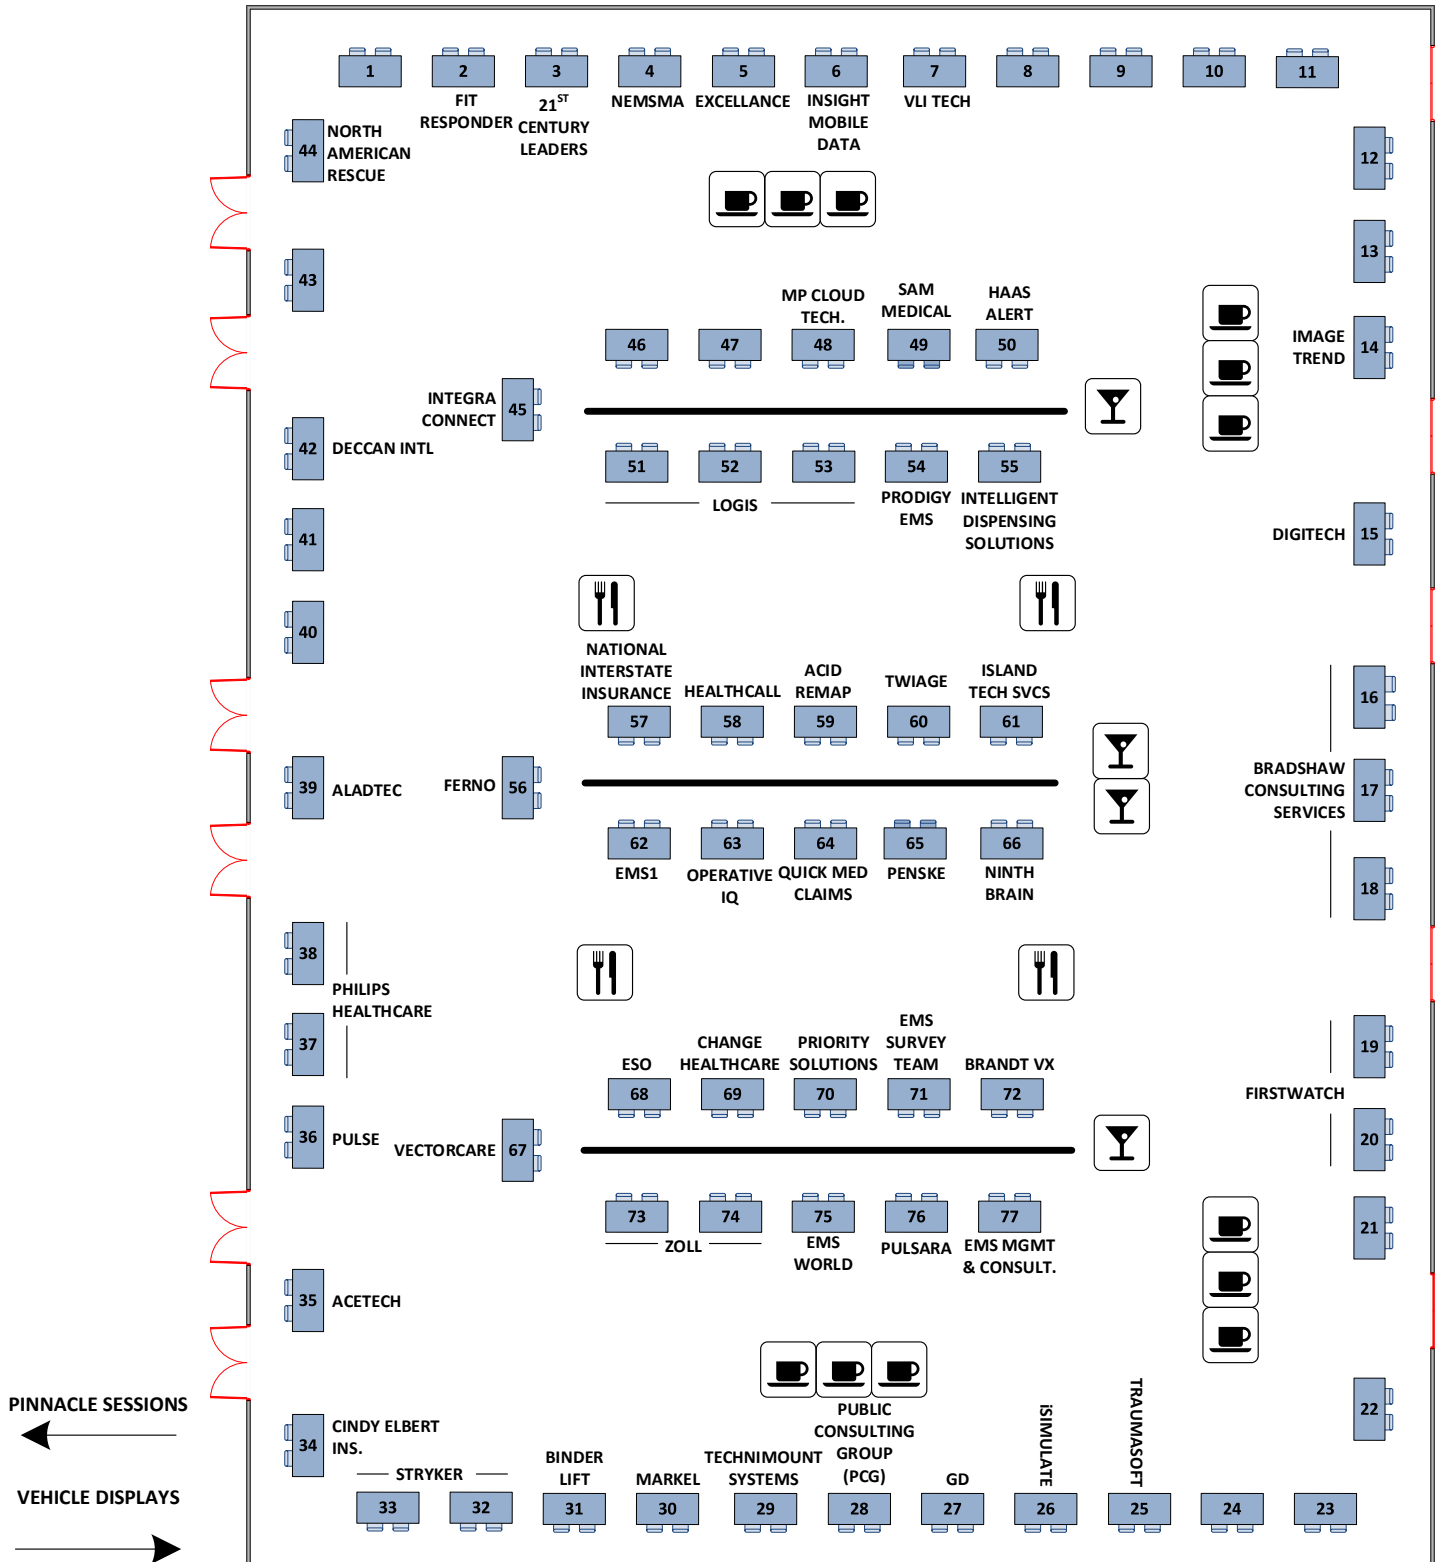 1
2
3
4
5
6
7
8
9
10
11
FIT
RESPONDER
21ST
CENTURY
LEADERS
NEMSMA
EXCELLANCE
INSIGHT
MOBILE
DATA
VLI TECH
44
NORTH
AMERICAN
RESCUE
12
43
13
MP CLOUD
TECH.
SAM
MEDICAL
HAAS
ALERT
46
47
48
49
50
IMAGE
TREND
14
INTEGRA
CONNECT
45
42
DECCAN INTL
51
52
53
54
55
LOGIS
PRODIGY
EMS
INTELLIGENT
DISPENSING
SOLUTIONS
41
DIGITECH
15
40
NATIONAL
INTERSTATE
INSURANCE
HEALTHCALL
ACID
REMAP
TWIAGE
ISLAND
TECH SVCS
57
58
59
60
61
16
39
ALADTEC
FERNO
56
BRADSHAW
CONSULTING
SERVICES
17
62
63
64
65
66
EMS1
OPERATIVE
IQ
QUICK MED
CLAIMS
PENSKE
NINTH
BRAIN
18
38
PHILIPS
HEALTHCARE
37
ESO
CHANGE
HEALTHCARE
PRIORITY
SOLUTIONS
EMS
SURVEY
TEAM
BRANDT VX
68
69
70
71
72
19
FIRSTWATCH
20
36
PULSE
VECTORCARE
67
73
74
75
76
77
ZOLL
EMS
WORLD
PULSARA
EMS MGMT
& CONSULT.
21
35
ACETECH
PINNACLE SESSIONS
34
CINDY ELBERT
INS.
22
STRYKER
BINDER
LIFT
MARKEL
TECHNIMOUNT
SYSTEMS
PUBLIC
CONSULTING
GROUP
(PCG)
GD
iSIMULATE
TRAUMASOFT
VEHICLE DISPLAYS
33
32
31
30
29
28
27
26
25
24
23